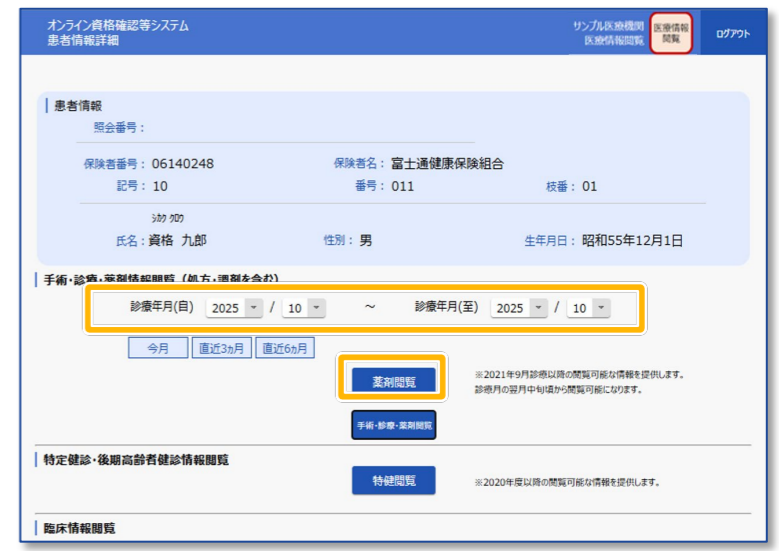 オンライン資格確認等システム
患者情報詳細
サンプル医療機関
医療情報閲覧
医療情報
閲覧
ログアウト
患者情報
照会番号：
保険者番号： 06140248 保険者名： 富士通健康保険組合
記号： 10 番号： 011 枝番： 01
ｼｶｸ ｸﾛｳ
氏名： 資格 九郎 性別： 男 生年月日： 昭和55年12月1日
手術・診療・薬剤情報閲覧（処方・調剤を含む）
診療年月(自) 2025 / 10 ～ 診療年月(至) 2025 / 10
今月 直近3ヵ月 直近6ヵ月
薬剤閲覧
※2021年9月診療以降の閲覧可能な情報を提供します。
診療月の翌月中旬頃から閲覧可能になります。
手術・診療・薬剤閲覧
特定健診・後期高齢者健診情報閲覧
特健閲覧 ※2020年度以降の閲覧可能な情報を提供します。
臨床情報閲覧